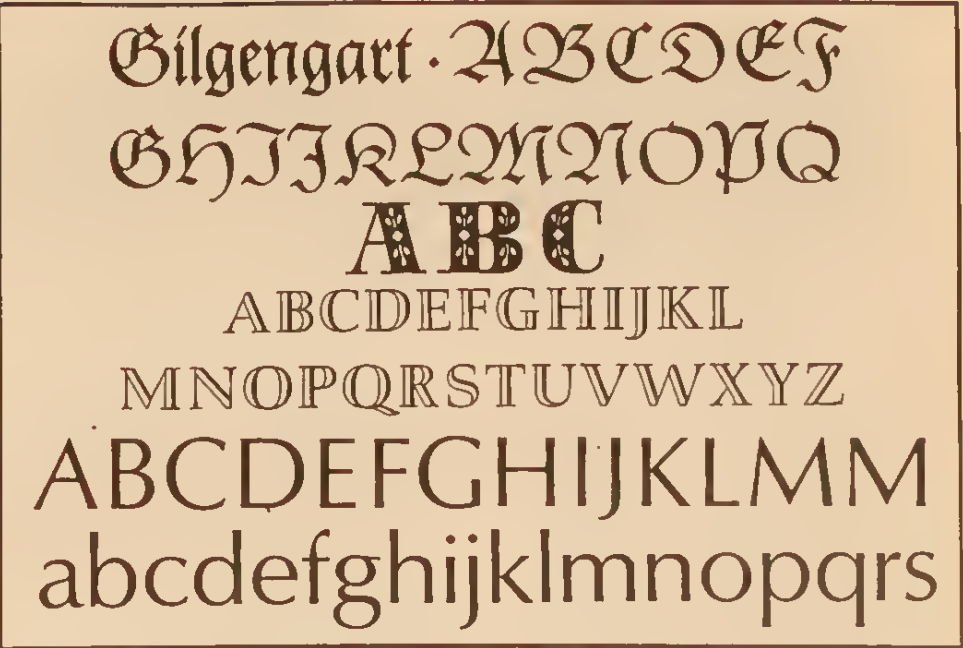 Gilgengart · ABCDEF
GHIJKLMNOPQ
ABC
ABCDEFGHIJKL
MNOPQRSTUVWXYZ
ABCDEFGHIJKLMM
abcdefghijklmnopqrs